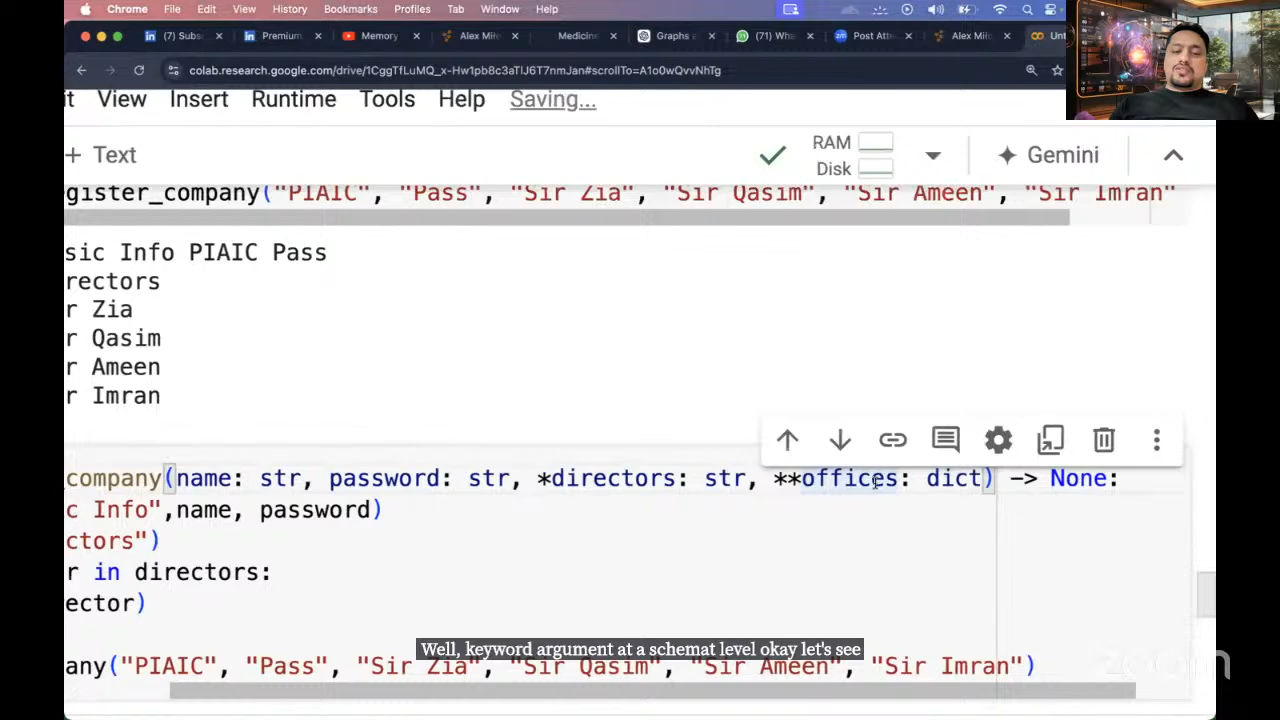 Chrome File Edit View History Bookmarks Profiles Tab Window Help
(7) Subs Premium Memory Alex Mile Medicine Graphs a (71) Wha Post Atte Alex Mile Unt
colab.research.google.com/drive/1CggTfLuMQ_x-Hw1pb8c3aTlJ6T7nmJan#scrollTo=A1o0wQvvNhTg
it View Insert Runtime Tools Help Saving...
+ Text RAM Disk Gemini
gister_company("PIAIC", "Pass", "Sir Zia", "Sir Qasim", "Sir Ameen", "Sir Imran"
sic Info PIAIC Pass
rectors
r Zia
r Qasim
r Ameen
r Imran
company(name: str, password: str, *directors: str, **offices: dict) -> None:
c Info",name, password)
ctors")
r in directors:
ector)
Well, keyword argument at a schemat level okay let's see
any("PIAIC", "Pass", "Sir Zia", "Sir Qasim", "Sir Ameen", "Sir Imran")
zoom